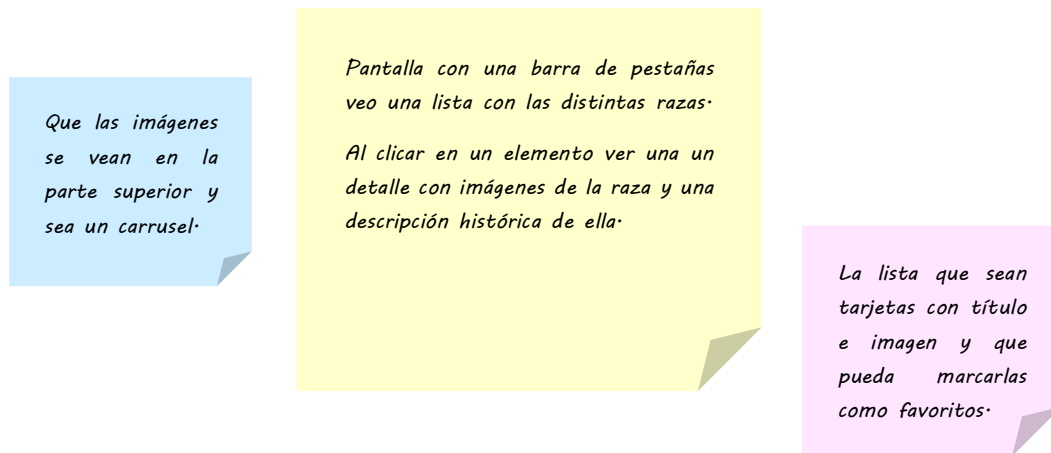 Que las imágenes
se vean en la
parte superior y
sea un carrusel.
Pantalla con una barra de pestañas
veo una lista con las distintas razas.
Al clicar en un elemento ver una un
detalle con imágenes de la raza y una
descripción histórica de ella.
La lista que sean
tarjetas con título
e imagen y que
pueda marcarlas
como favoritos.